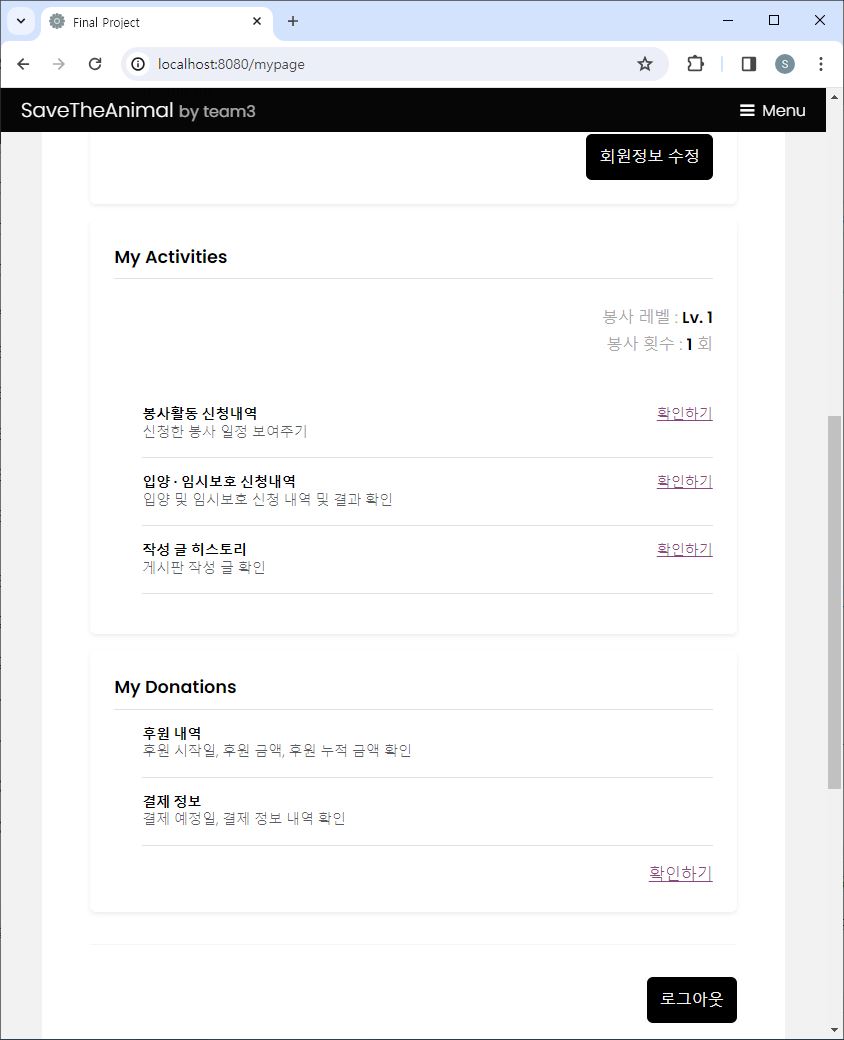 Final Project
localhost:8080/mypage
S
SaveTheAnimal by team3
Menu
회원정보 수정
My Activities
봉사 레벨 : Lv. 1
봉사 횟수 : 1 회
봉사활동 신청내역
확인하기
신청한 봉사 일정 보여주기
입양 · 임시보호 신청내역
확인하기
입양 및 임시보호 신청 내역 및 결과 확인
작성 글 히스토리
확인하기
게시판 작성 글 확인
My Donations
후원 내역
후원 시작일, 후원 금액, 후원 누적 금액 확인
결제 정보
결제 예정일, 결제 정보 내역 확인
확인하기
로그아웃